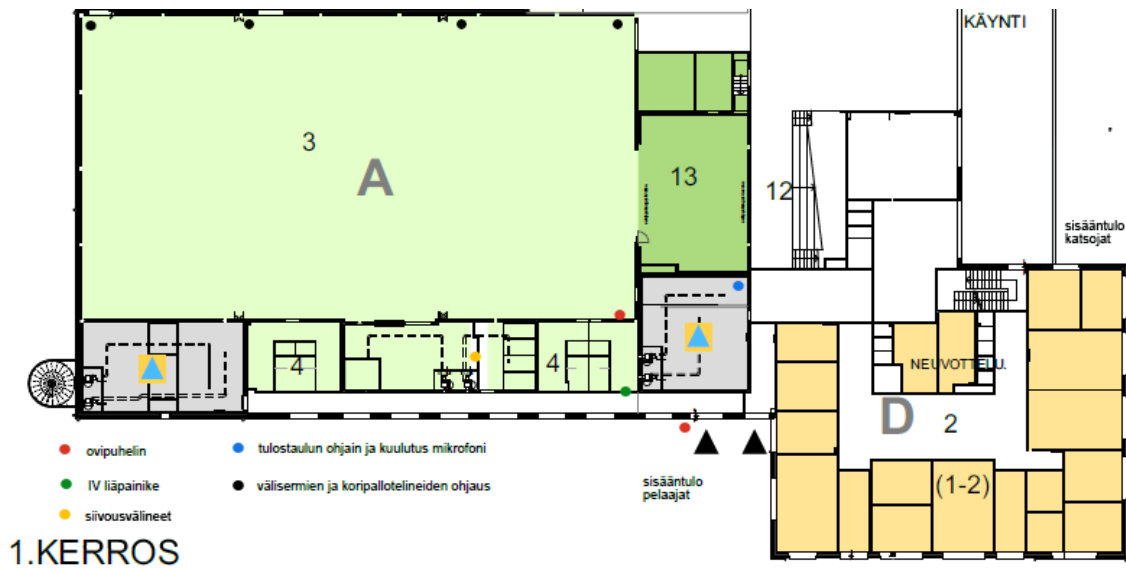 KÄYNTI
3
A
13
12
sisääntulo
katsojat
4
4
NEUVOTTELU.
D
2
(1-2)
ovipuhelin
tulostaulun ohjain ja kuulutus mikrofoni
IV liäpainike
välisermien ja koripallotelineiden ohjaus
siivousvälineet
sisääntulo
pelaajat
1.KERROS